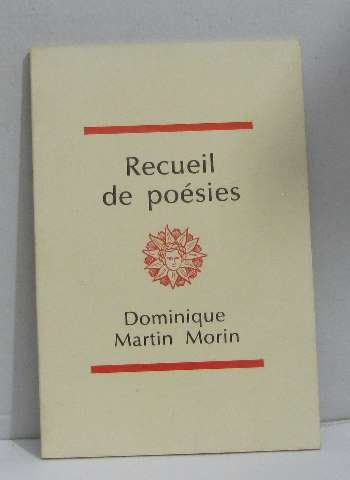 Recueil
de poésies
Dominique
Martin Morin